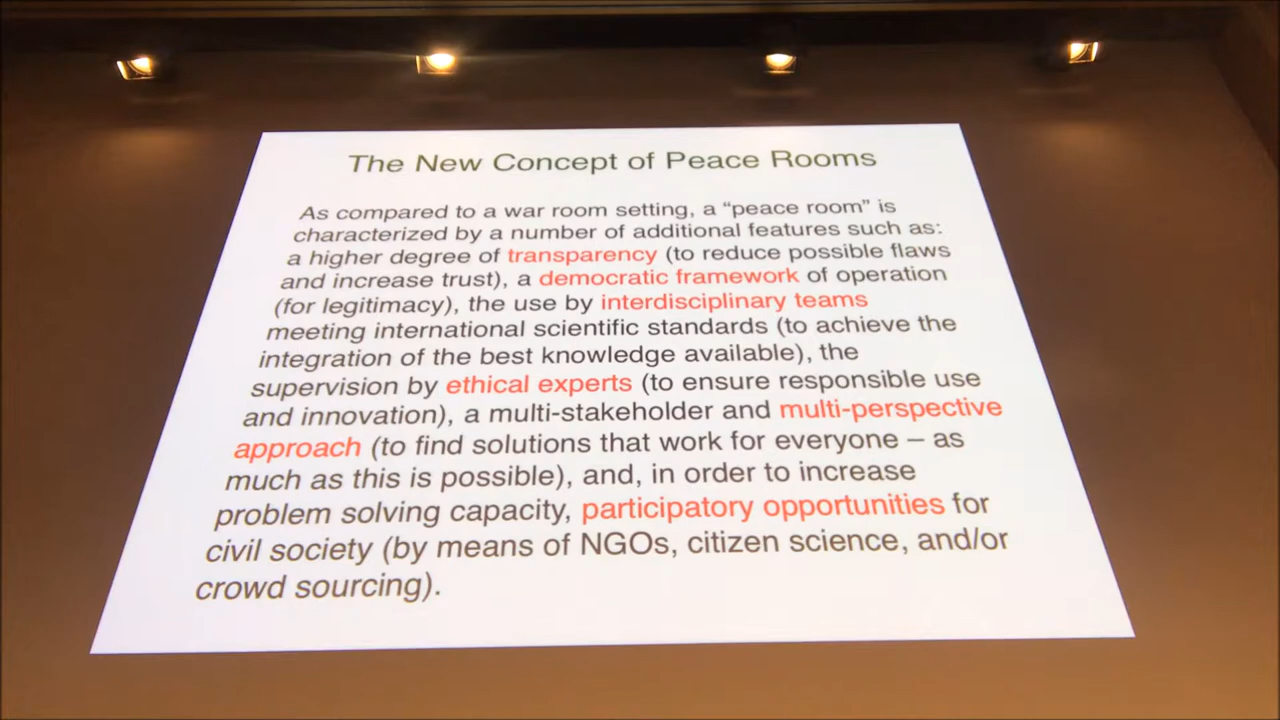 The New Concept of Peace Rooms
As compared to a war room setting, a “peace room” is
characterized by a number of additional features such as:
a higher degree of transparency (to reduce possible flaws
and increase trust), a democratic framework of operation
(for legitimacy), the use by interdisciplinary teams
meeting international scientific standards (to achieve the
integration of the best knowledge available), the
supervision by ethical experts (to ensure responsible use
and innovation), a multi-stakeholder and multi-perspective
approach (to find solutions that work for everyone – as
much as this is possible), and, in order to increase
problem solving capacity, participatory opportunities for
civil society (by means of NGOs, citizen science, and/or
crowd sourcing).